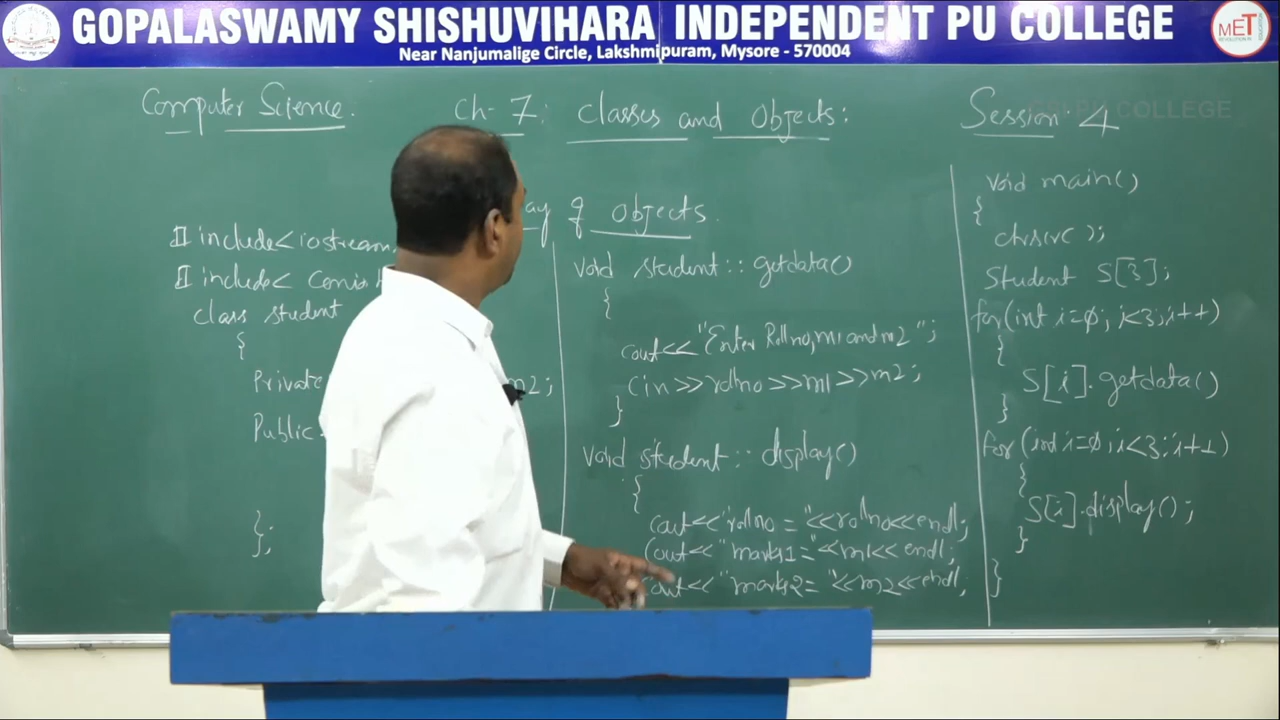 GOPALASWAMY SHISHUVIHARA INDEPENDENT PU COLLEGE
Near Nanjumalige Circle, Lakshmipuram, Mysore - 570004
MET
Computer Science. Ch-7: Classes and Objects: Session: 4
ay of objects.
# include<iostream.
# include<
class student
{
Private m2;
Public:
};
void student::getdata()
{
cout<<"Enter Rollno,m1 and m2";
cin>>rollno>>m1>>m2;
}
void student::display()
{
cout<<"rollno="<<rollno<<endl;
cout<<"marks1="<<m1<<endl;
cout<<"marks2="<<m2<<endl;
void main()
{
clrscr();
Student S[3];
for(int i=0; i<3; i++)
{
S[i].getdata()
}
for(int i=0; i<3; i++)
{
S[i].display();
}
}